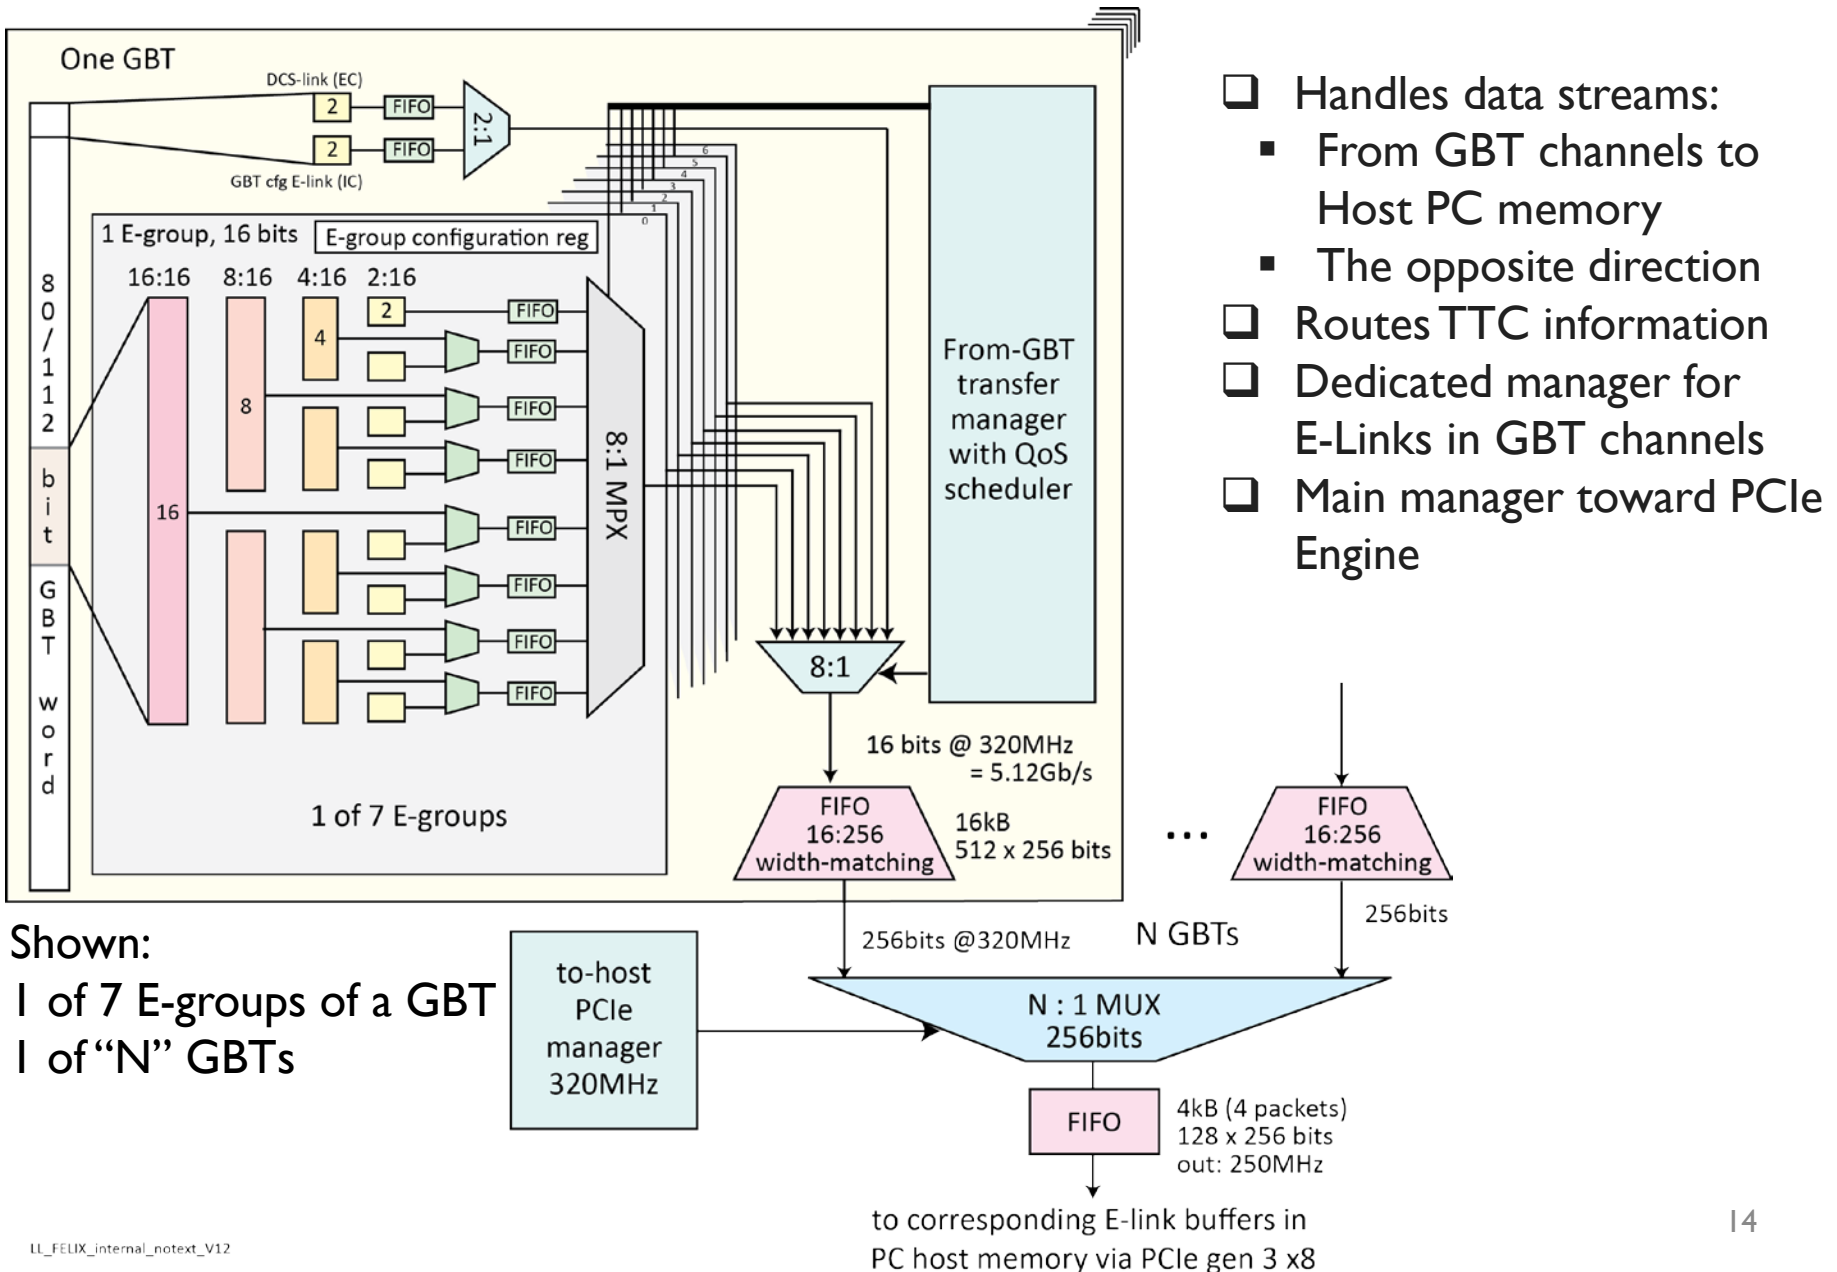 One GBT
DCS-link (EC)
2
FIFO
2:1
2
FIFO
GBT cfg E-link (IC)
6
5
4
3
2
1
0
80/112 bit GBT word
1 E-group, 16 bits
E-group configuration reg
16:16
8:16
4:16
2:16
2
FIFO
4
FIFO
8
FIFO
FIFO
16
FIFO
FIFO
FIFO
FIFO
8:1 MPX
1 of 7 E-groups
From-GBT
transfer
manager
with QoS
scheduler
8:1
16 bits @ 320MHz
= 5.12Gb/s
FIFO
16:256
width-matching
16kB
512 x 256 bits
...
FIFO
16:256
width-matching
256bits @320MHz
N GBTs
256bits
to-host
PCIe
manager
320MHz
N : 1 MUX
256bits
FIFO
4kB (4 packets)
128 x 256 bits
out: 250MHz
to corresponding E-link buffers in
PC host memory via PCIe gen 3 x8
❑ Handles data streams:
▪ From GBT channels to
Host PC memory
▪ The opposite direction
❑ Routes TTC information
❑ Dedicated manager for
E-Links in GBT channels
❑ Main manager toward PCIe
Engine
Shown:
1 of 7 E-groups of a GBT
1 of “N” GBTs
LL_FELIX_internal_notext_V12
14